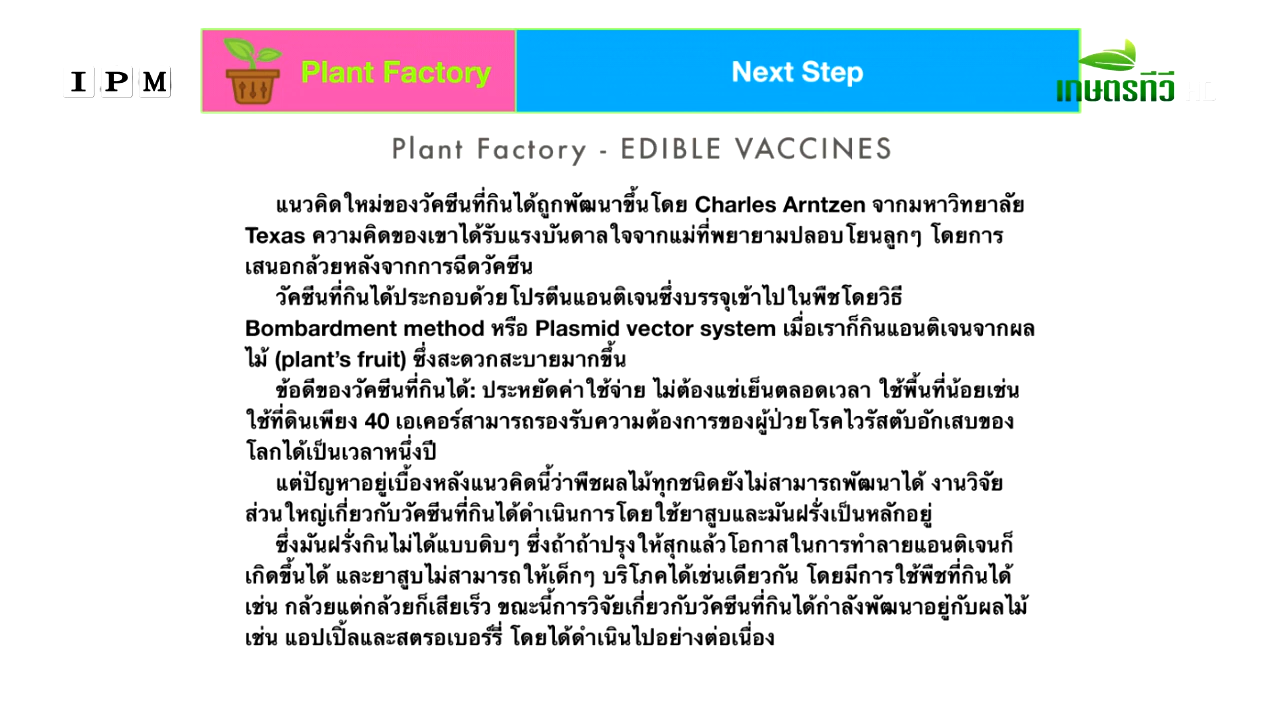 IPM
Plant Factory
Next Step
เกษตรทีวี
Plant Factory - EDIBLE VACCINES
แนวคิดใหม่ของวัคซีนที่กินได้ถูกพัฒนาขึ้นโดย Charles Arntzen จากมหาวิทยาลัย
Texas ความคิดของเขาได้รับแรงบันดาลใจจากแม่ที่พยายามปลอบโยนลูกๆ โดยการ
เสนอกล้วยหลังจากการฉีดวัคซีน
วัคซีนที่กินได้ประกอบด้วยโปรตีนแอนติเจนซึ่งบรรจุเข้าไปในพืชโดยวิธี
Bombardment method หรือ Plasmid vector system เมื่อเราก็กินแอนติเจนจากผล
ไม้ (plant's fruit) ซึ่งสะดวกสะบายมากขึ้น
ข้อดีของวัคซีนที่กินได้: ประหยัดค่าใช้จ่าย ไม่ต้องแช่เย็นตลอดเวลา ใช้พื้นที่น้อยเช่น
ใช้ที่ดินเพียง 40 เอเคอร์สามารถรองรับความต้องการของผู้ป่วยโรคไวรัสตับอักเสบของ
โลกได้เป็นเวลาหนึ่งปี
แต่ปัญหาอยู่เบื้องหลังแนวคิดนี้ว่าพืชผลไม้ทุกชนิดยังไม่สามารถพัฒนาได้ งานวิจัย
ส่วนใหญ่เกี่ยวกับวัคซีนที่กินได้ดำเนินการโดยใช้ยาสูบและมันฝรั่งเป็นหลักอยู่
ซึ่งมันฝรั่งกินไม่ได้แบบดิบๆ ซึ่งถ้าถ้าปรุงให้สุกแล้วโอกาสในการทำลายแอนติเจนก็
เกิดขึ้นได้ และยาสูบไม่สามารถให้เด็กๆ บริโภคได้เช่นเดียวกัน โดยมีการใช้พืชที่กินได้
เช่น กล้วยแต่กล้วยก็เสียเร็ว ขณะนี้การวิจัยเกี่ยวกับวัคซีนที่กินได้กำลังพัฒนาอยู่กับผลไม้
เช่น แอปเปิ้ลและสตรอเบอร์รี่ โดยได้ดำเนินไปอย่างต่อเนื่อง